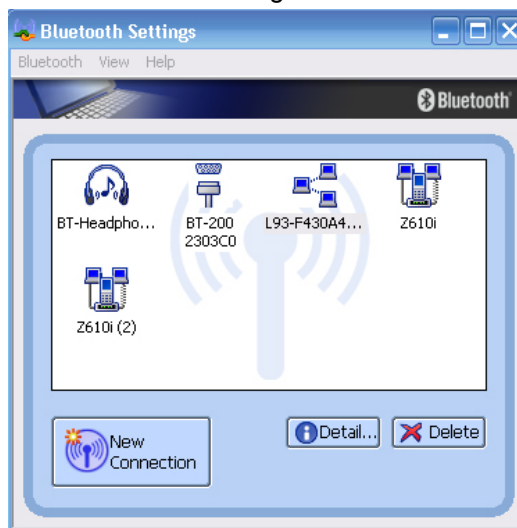 Bluetooth Settings
Bluetooth View Help
Bluetooth
BT-Headpho... BT-200 L93-F430A4... Z610i
2303C0
Z610i (2)
New Connection
Detail... Delete